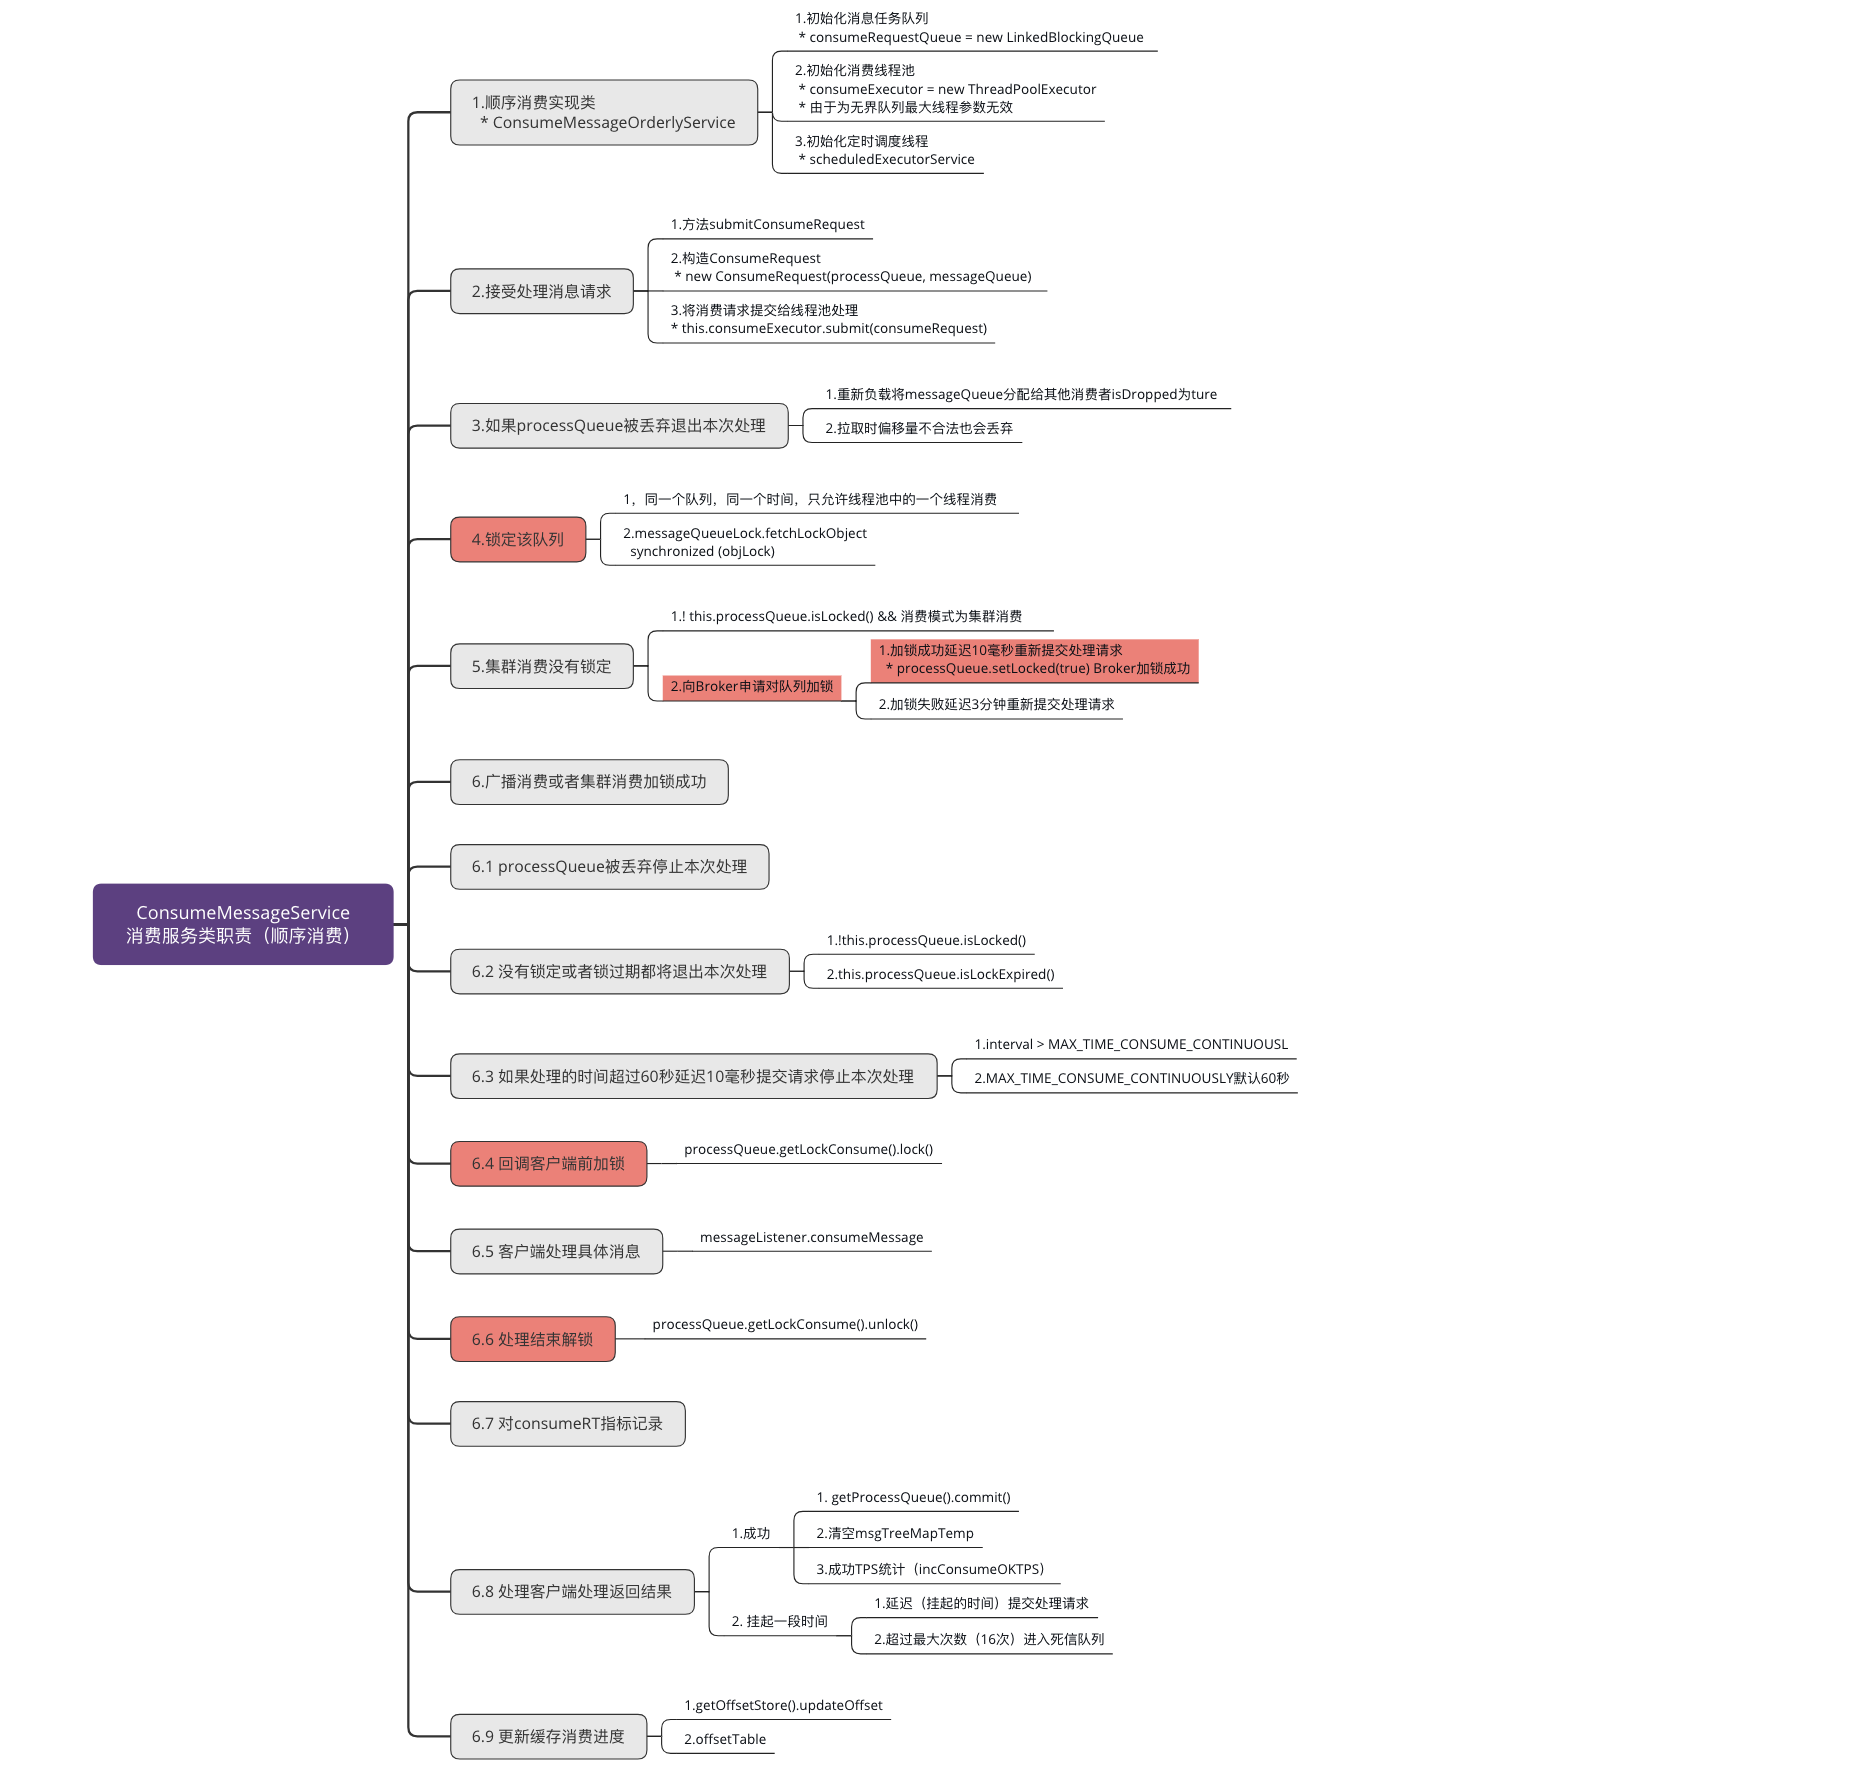 ConsumeMessageService
消费服务类职责（顺序消费）
1.顺序消费实现类
* ConsumeMessageOrderlyService
1.初始化消息任务队列
* consumeRequestQueue = new LinkedBlockingQueue
2.初始化消费线程池
* consumeExecutor = new ThreadPoolExecutor
* 由于为无界队列最大线程参数无效
3.初始化定时调度线程
* scheduledExecutorService
2.接受处理消息请求
1.方法submitConsumeRequest
2.构造ConsumeRequest
* new ConsumeRequest(processQueue, messageQueue)
3.将消费请求提交给线程池处理
* this.consumeExecutor.submit(consumeRequest)
3.如果processQueue被丢弃退出本次处理
1.重新负载将messageQueue分配给其他消费者isDropped为ture
2.拉取时偏移量不合法也会丢弃
4.锁定该队列
1，同一个队列，同一个时间，只允许线程池中的一个线程消费
2.messageQueueLock.fetchLockObject
synchronized (objLock)
5.集群消费没有锁定
1.! this.processQueue.isLocked() && 消费模式为集群消费
2.向Broker申请对队列加锁
1.加锁成功延迟10毫秒重新提交处理请求
* processQueue.setLocked(true) Broker加锁成功
2.加锁失败延迟3分钟重新提交处理请求
6.广播消费或者集群消费加锁成功
6.1 processQueue被丢弃停止本次处理
6.2 没有锁定或者锁过期都将退出本次处理
1.!this.processQueue.isLocked()
2.this.processQueue.isLockExpired()
6.3 如果处理的时间超过60秒延迟10毫秒提交请求停止本次处理
1.interval > MAX_TIME_CONSUME_CONTINUOUSL
2.MAX_TIME_CONSUME_CONTINUOUSLY默认60秒
6.4 回调客户端前加锁
processQueue.getLockConsume().lock()
6.5 客户端处理具体消息
messageListener.consumeMessage
6.6 处理结束解锁
processQueue.getLockConsume().unlock()
6.7 对consumeRT指标记录
6.8 处理客户端处理返回结果
1.成功
1. getProcessQueue().commit()
2.清空msgTreeMapTemp
3.成功TPS统计（incConsumeOKTPS）
2. 挂起一段时间
1.延迟（挂起的时间）提交处理请求
2.超过最大次数（16次）进入死信队列
6.9 更新缓存消费进度
1.getOffsetStore().updateOffset
2.offsetTable